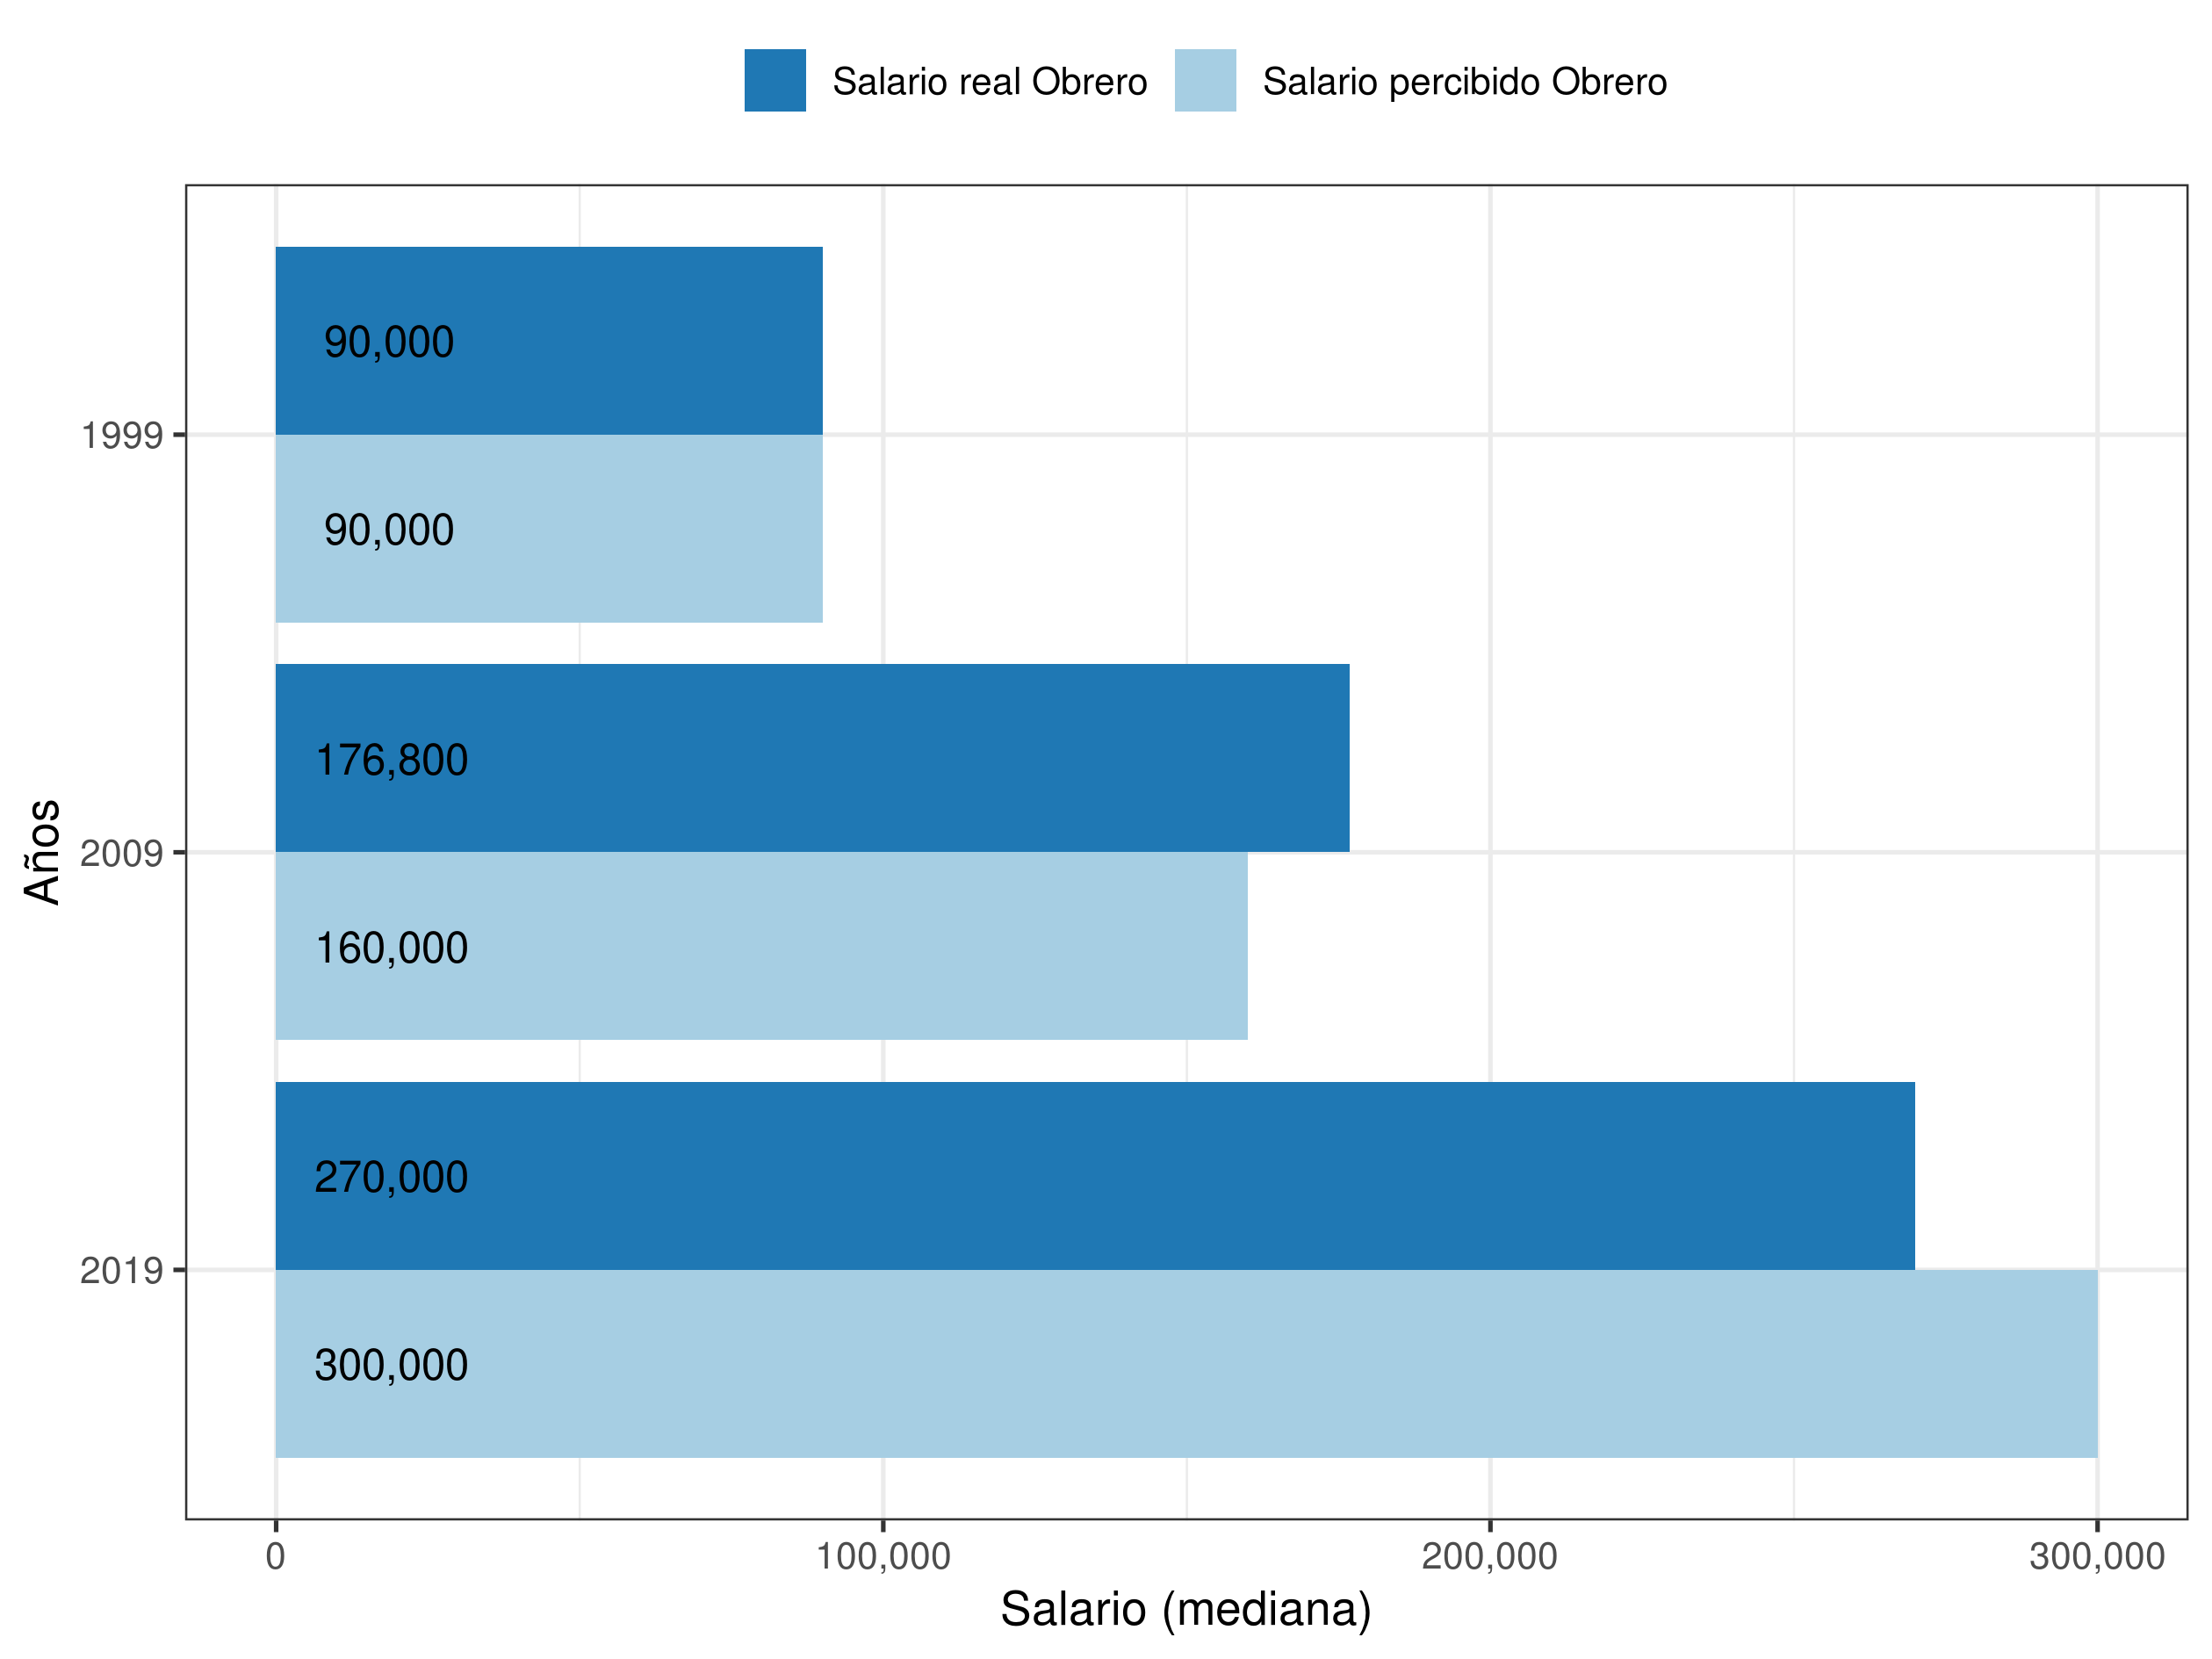 Salario real Obrero Salario percibido Obrero
90,000
1999
90,000
176,800
Años
2009
160,000
270,000
2019
300,000
0 100,000 200,000 300,000
Salario (mediana)